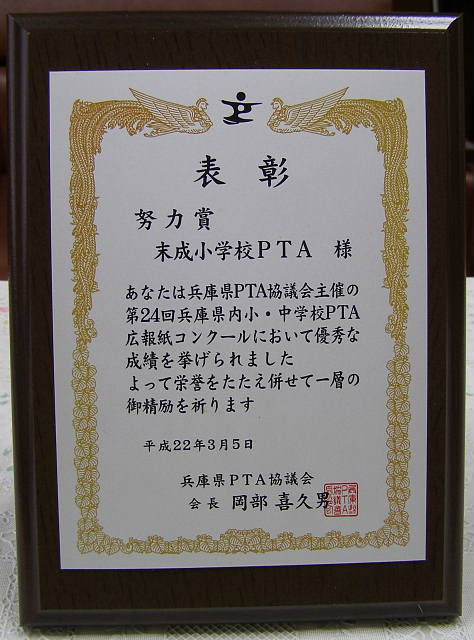 表彰
努力賞
末成小学校PTA 様
あなたは兵庫県PTA協議会主催の
第24回兵庫県内小・中学校PTA
広報紙コンクールにおいて優秀な
成績を挙げられました
よって栄誉をたたえ併せて一層の
御精励を祈ります
平成22年3月5日
兵庫県PTA協議会
会長 岡部 喜久男